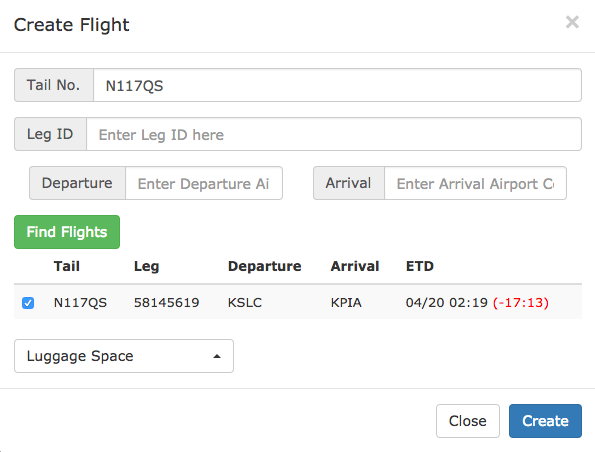 Create Flight ×
Tail No. N117QS
Leg ID Enter Leg ID here
Departure Enter Departure Ai Arrival Enter Arrival Airport Co
Find Flights
Tail Leg Departure Arrival ETD
N117QS 58145619 KSLC KPIA 04/20 02:19 (-17:13)
Luggage Space
Close Create